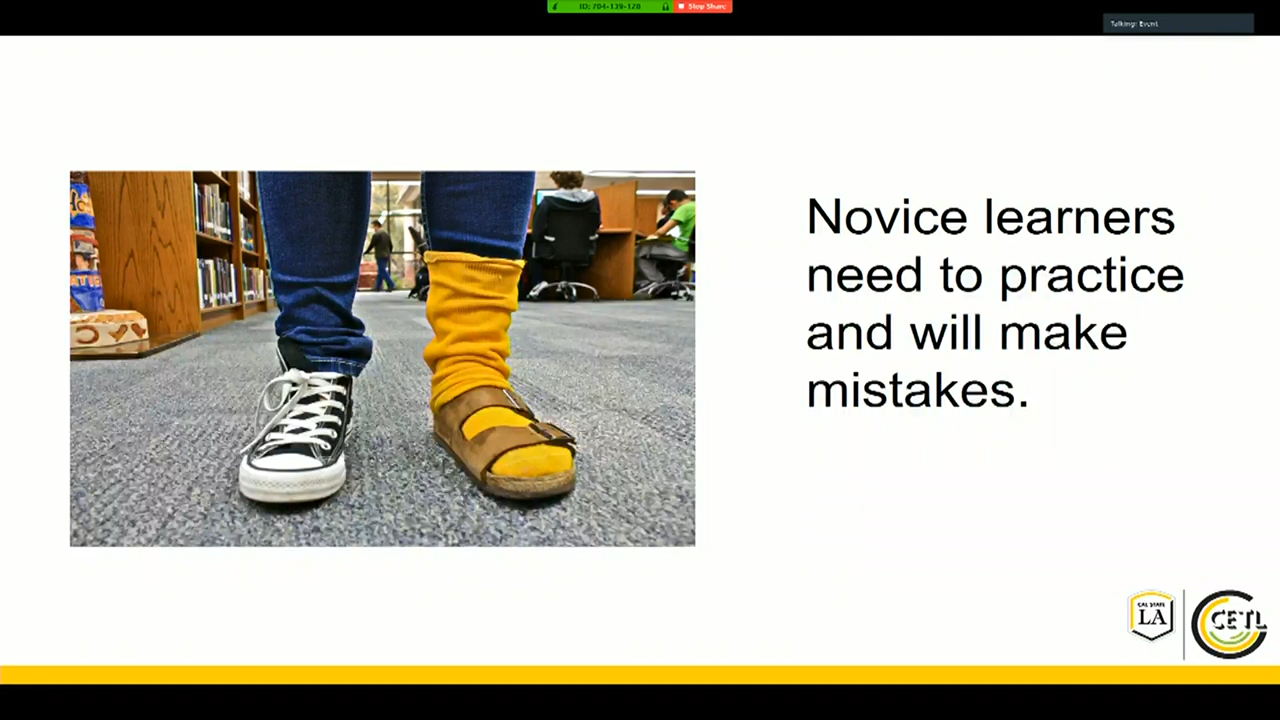 ID: 704-139-128
Stop Share
Talking: Event
Novice learners
need to practice
and will make
mistakes.
CAL STATE
LA
CETL